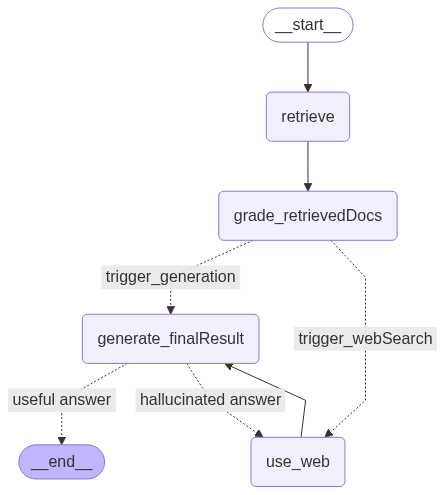 __start__
retrieve
grade_retrievedDocs
trigger_generation
generate_finalResult
trigger_webSearch
useful answer
hallucinated answer
__end__
use_web